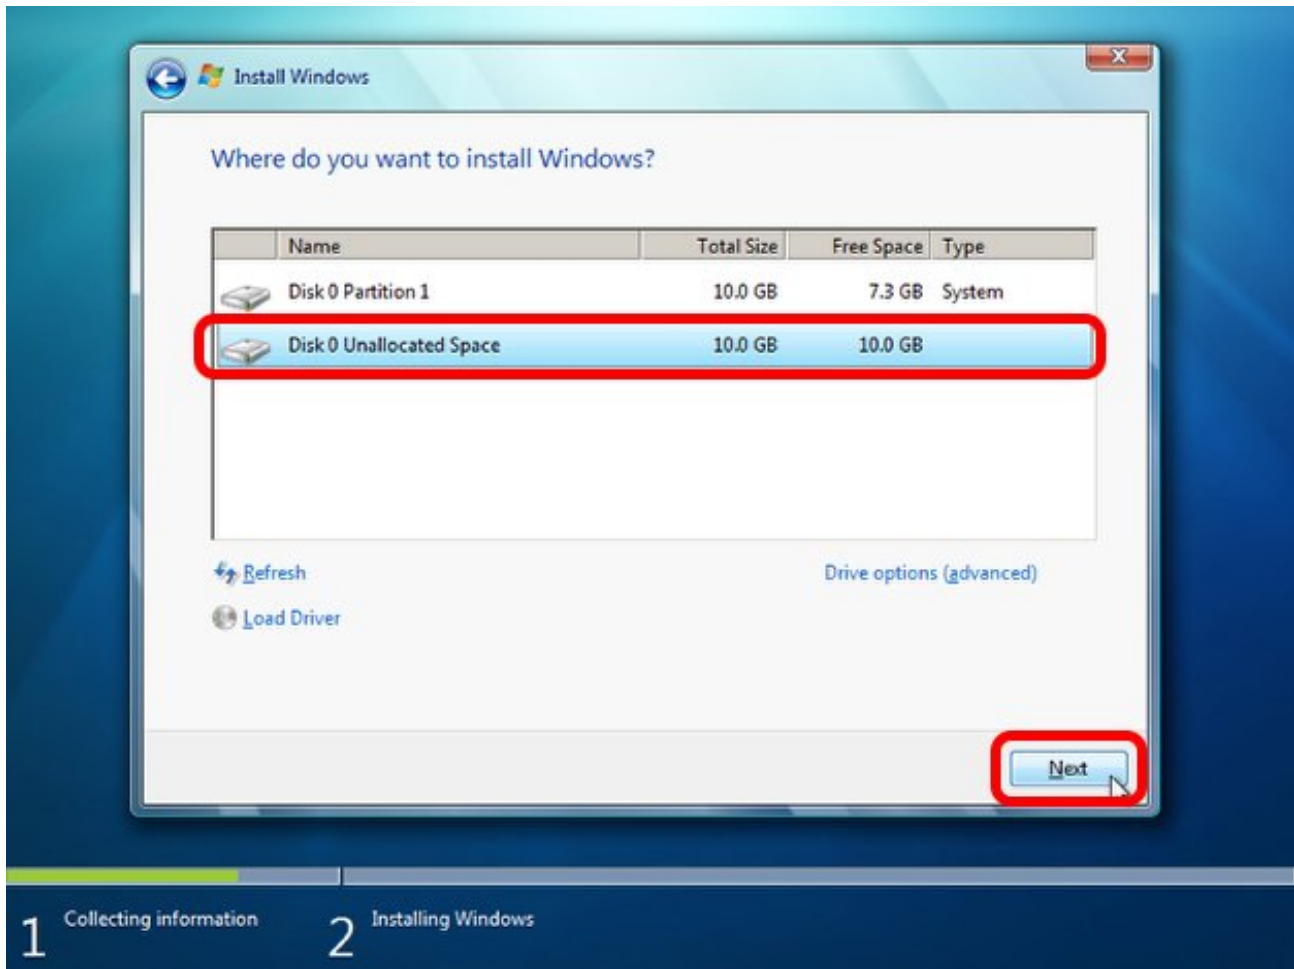 Install Windows
Where do you want to install Windows?
Name Total Size Free Space Type
Disk 0 Partition 1 10.0 GB 7.3 GB System
Disk 0 Unallocated Space 10.0 GB 10.0 GB
Refresh Drive options (advanced)
Load Driver
Next
1 Collecting information 2 Installing Windows